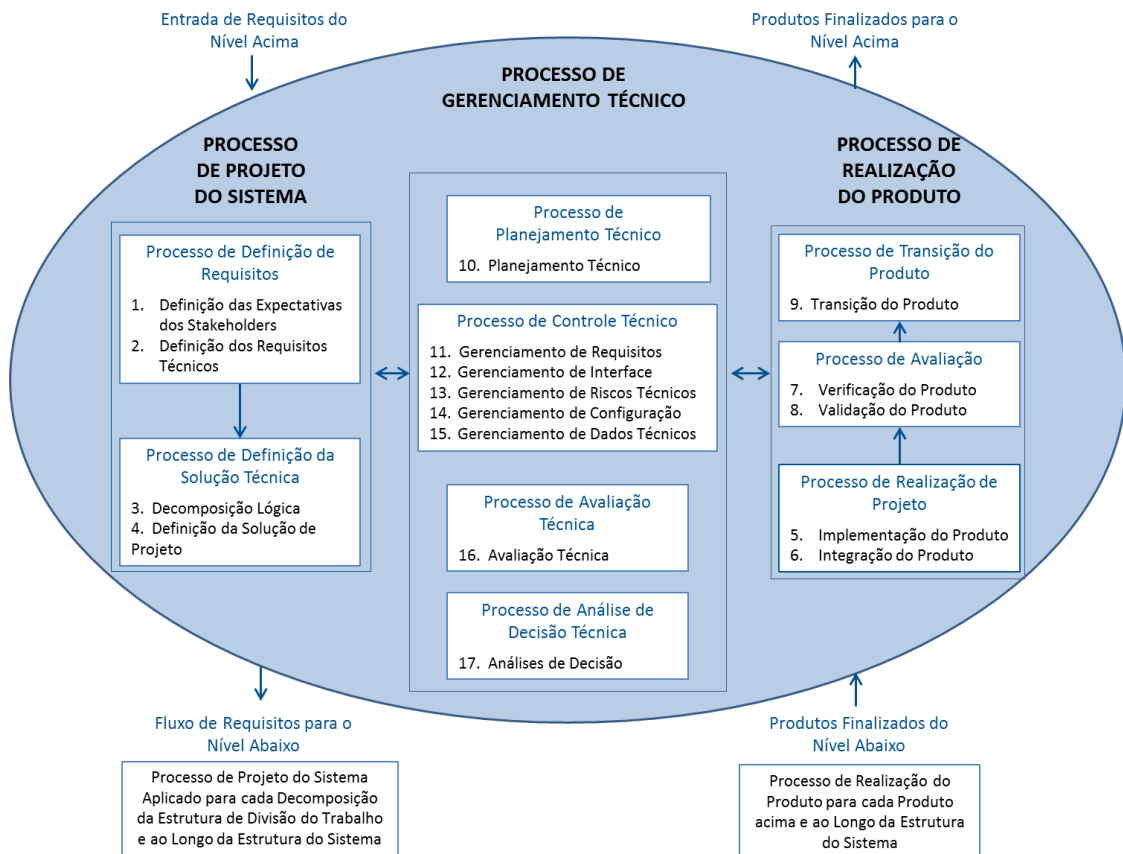 Entrada de Requisitos do
Nível Acima
Produtos Finalizados para o
Nível Acima
PROCESSO DE
GERENCIAMENTO TÉCNICO
PROCESSO
DE PROJETO
DO SISTEMA
Processo de Definição de
Requisitos
1. Definição das Expectativas
dos Stakeholders
2. Definição dos Requisitos
Técnicos
Processo de Definição da
Solução Técnica
3. Decomposição Lógica
4. Definição da Solução de
Projeto
Processo de
Planejamento Técnico
10. Planejamento Técnico
Processo de Controle Técnico
11. Gerenciamento de Requisitos
12. Gerenciamento de Interface
13. Gerenciamento de Riscos Técnicos
14. Gerenciamento de Configuração
15. Gerenciamento de Dados Técnicos
Processo de Avaliação
Técnica
16. Avaliação Técnica
Processo de Análise de
Decisão Técnica
17. Análises de Decisão
PROCESSO DE
REALIZAÇÃO
DO PRODUTO
Processo de Transição do
Produto
9. Transição do Produto
Processo de Avaliação
7. Verificação do Produto
8. Validação do Produto
Processo de Realização de
Projeto
5. Implementação do Produto
6. Integração do Produto
Fluxo de Requisitos para o
Nível Abaixo
Processo de Projeto do Sistema
Aplicado para cada Decomposição
da Estrutura de Divisão do Trabalho
e ao Longo da Estrutura do Sistema
Produtos Finalizados do
Nível Abaixo
Processo de Realização do
Produto para cada Produto
acima e ao Longo da Estrutura
do Sistema